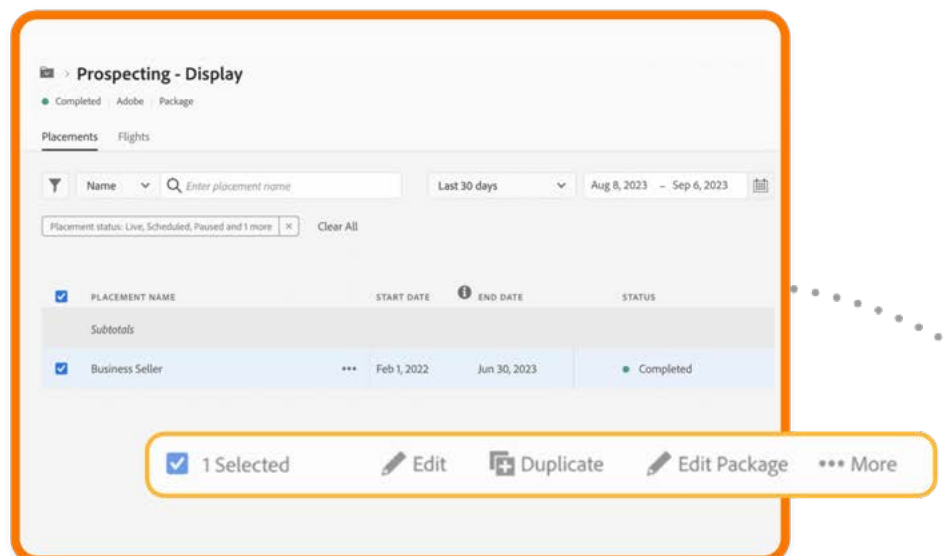 > Prospecting - Display
Completed Adobe Package
Placements Flights
Name Enter placement name Last 30 days Aug 8, 2023 – Sep 6, 2023
Placement status: Live, Scheduled, Paused and 1 more × Clear All
PLACEMENT NAME START DATE END DATE STATUS
Subtotals
Business Seller ••• Feb 1, 2022 Jun 30, 2023 Completed
1 Selected Edit Duplicate Edit Package ••• More